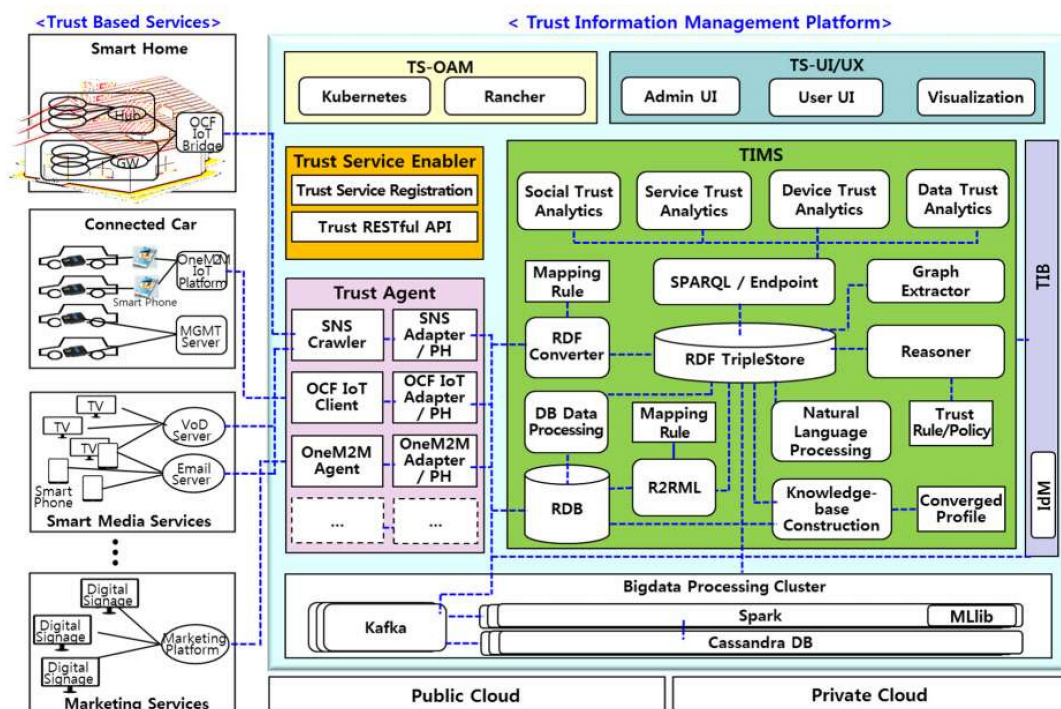 <Trust Based Services>
< Trust Information Management Platform>
Smart Home
Hub
GW
OCF
IoT
Bridge
Connected Car
OneM2M
IoT
Platform
Smart Phone
MGMT
Server
TV
TV
TV
VoD
Server
Email
Server
Smart
Phone
Smart Media Services
Digital
Signage
Digital
Signage
Digital
Signage
Marketing
Platform
Marketing Services
TS-OAM
Kubernetes
Rancher
TS-UI/UX
Admin UI
User UI
Visualization
Trust Service Enabler
Trust Service Registration
Trust RESTful API
Trust Agent
SNS
Crawler
SNS
Adapter
/ PH
OCF IoT
Client
OCF IoT
Adapter
/ PH
OneM2M
Agent
OneM2M
Adapter
/ PH
...
...
TIMS
Social Trust
Analytics
Service Trust
Analytics
Device Trust
Analytics
Data Trust
Analytics
Mapping
Rule
SPARQL / Endpoint
Graph
Extractor
RDF
Converter
RDF TripleStore
Reasoner
DB Data
Processing
Mapping
Rule
Natural
Language
Processing
Trust
Rule/Policy
RDB
R2RML
Knowledge-
base
Construction
Converged
Profile
TIB
IdM
Bigdata Processing Cluster
Kafka
Spark
MLlib
Cassandra DB
Public Cloud
Private Cloud